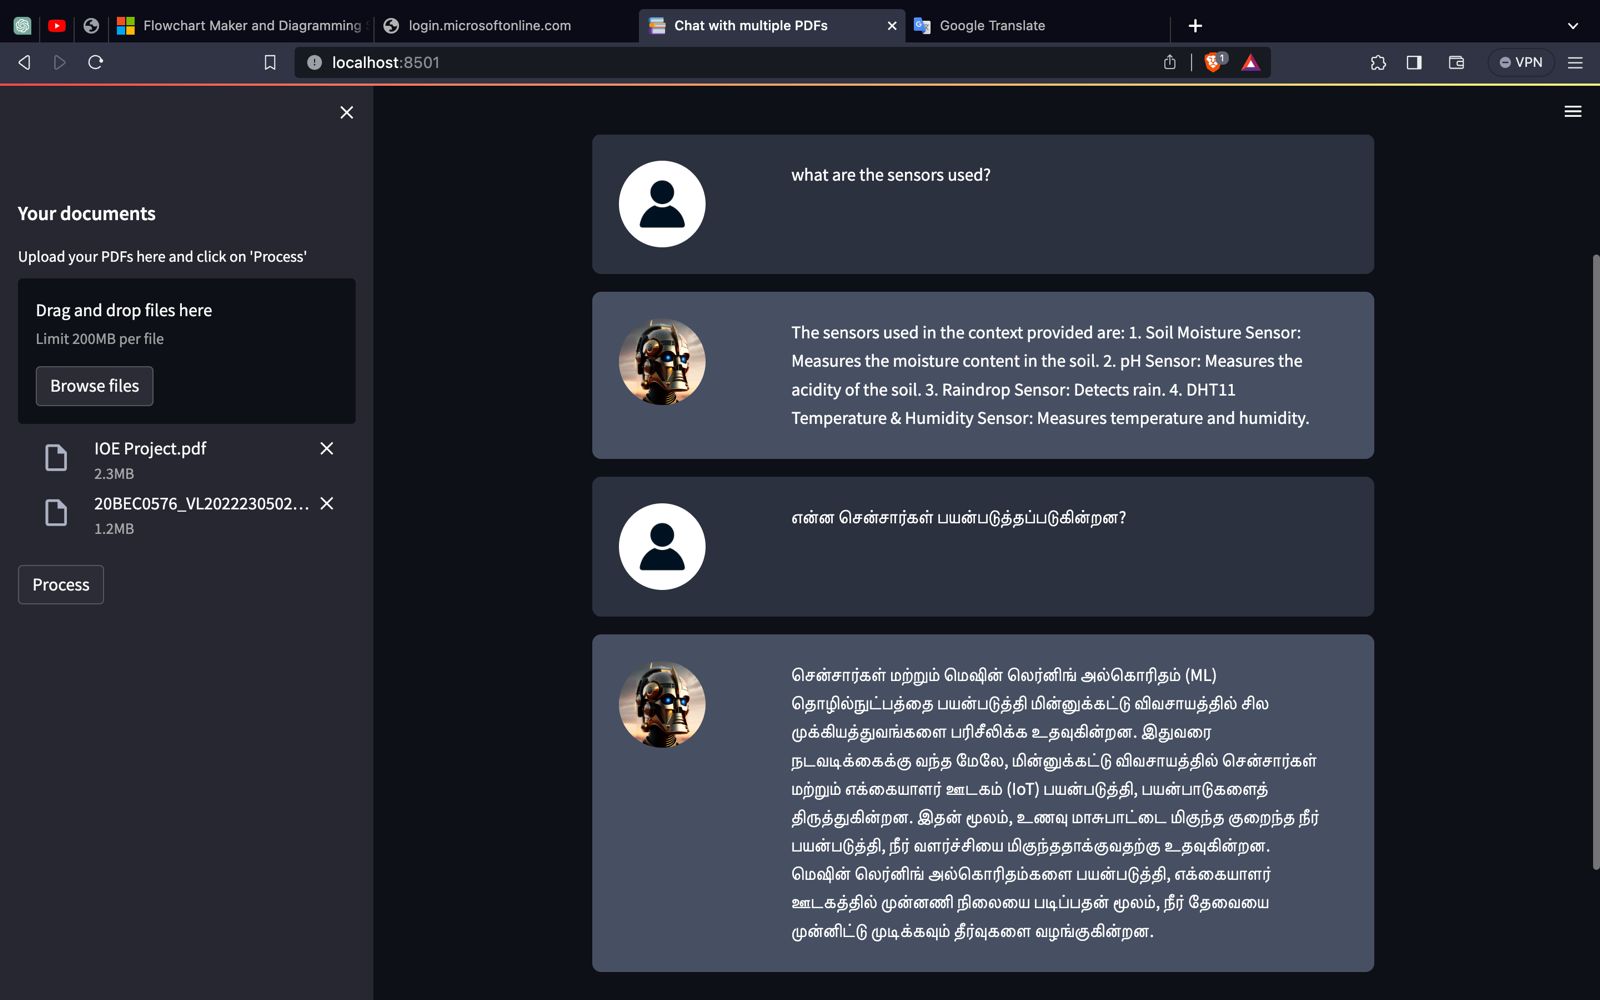 Flowchart Maker and Diagramming
login.microsoftonline.com
Chat with multiple PDFs
Google Translate
localhost:8501
1
VPN
Your documents
Upload your PDFs here and click on 'Process'
Drag and drop files here
Limit 200MB per file
Browse files
IOE Project.pdf
2.3MB
20BEC0576_VL2022230502...
1.2MB
Process
what are the sensors used?
The sensors used in the context provided are: 1. Soil Moisture Sensor:
Measures the moisture content in the soil. 2. pH Sensor: Measures the
acidity of the soil. 3. Raindrop Sensor: Detects rain. 4. DHT11
Temperature & Humidity Sensor: Measures temperature and humidity.
என்ன சென்சார்கள் பயன்படுத்தப்படுகின்றன?
சென்சார்கள் மற்றும் மெஷின் லெர்னிங் அல்கொரிதம் (ML)
தொழில்நுட்பத்தை பயன்படுத்தி மின்னுக்கட்டு விவசாயத்தில் சில
முக்கியத்துவங்களை பரிசீலிக்க உதவுகின்றன. இதுவரை
நடவடிக்கைக்கு வந்த மேலே, மின்னுக்கட்டு விவசாயத்தில் சென்சார்கள்
மற்றும் எக்கையாளர் ஊடகம் (IoT) பயன்படுத்தி, பயன்பாடுகளைத்
திருத்துகின்றன. இதன் மூலம், உணவு மாசுபாட்டை மிகுந்த குறைந்த நீர்
பயன்படுத்தி, நீர் வளர்ச்சியை மிகுந்ததாக்குவதற்கு உதவுகின்றன.
மெஷின் லெர்னிங் அல்கொரிதம்களை பயன்படுத்தி, எக்கையாளர்
ஊடகத்தில் முன்னணி நிலையை படிப்பதன் மூலம், நீர் தேவையை
முன்னிட்டு முடிக்கவும் தீர்வுகளை வழங்குகின்றன.